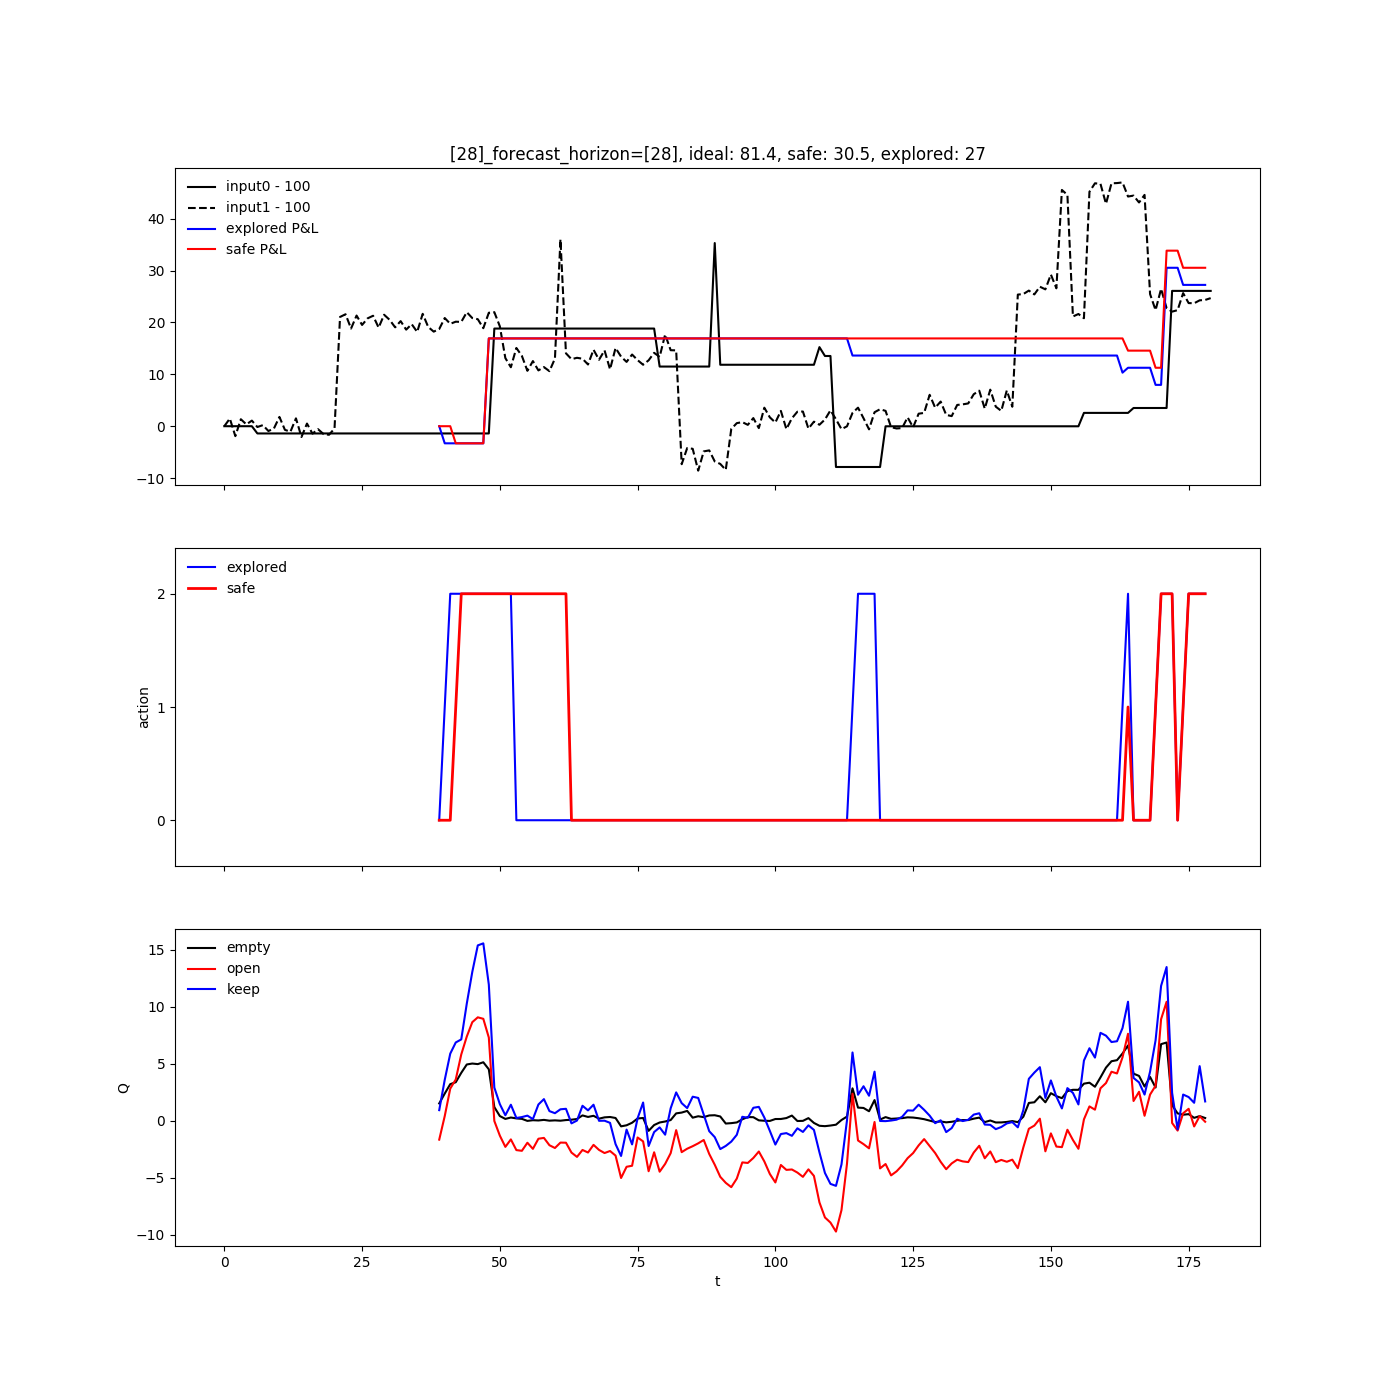 [28]_forecast_horizon=[28], ideal: 81.4, safe: 30.5, explored: 27
input0 - 100
input1 - 100
explored P&L
safe P&L
40
30
20
10
0
−10
explored
safe
2
1
0
action
empty
open
keep
15
10
5
0
−5
−10
Q
0 25 50 75 100 125 150 175
t